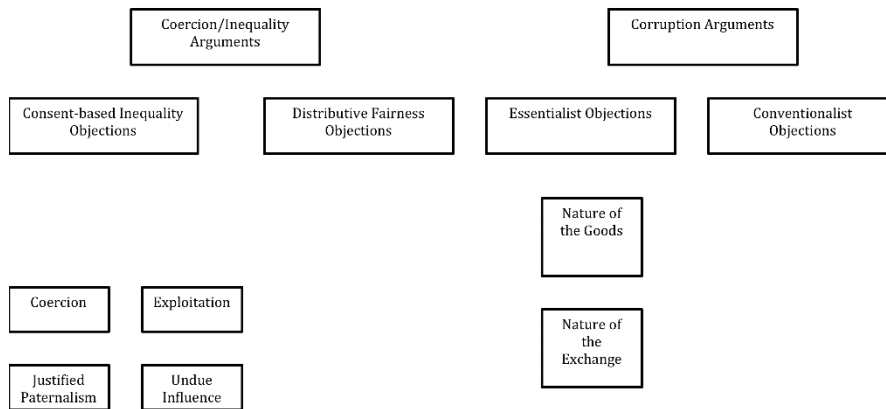 Coercion/Inequality
Arguments
Corruption Arguments
Consent-based Inequality
Objections
Distributive Fairness
Objections
Essentialist Objections
Conventionalist
Objections
Nature of
the Goods
Coercion
Exploitation
Nature of
the
Exchange
Justified
Paternalism
Undue
Influence